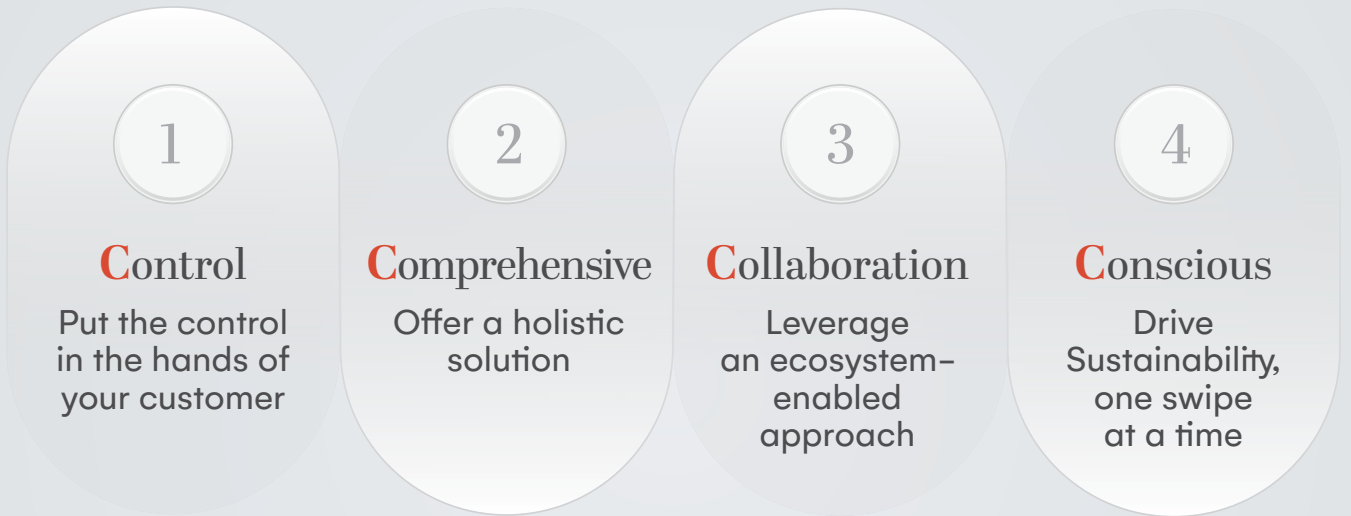 1
Control
Put the control
in the hands of
your customer
2
Comprehensive
Offer a holistic
solution
3
Collaboration
Leverage
an ecosystem-
enabled
approach
4
Conscious
Drive
Sustainability,
one swipe
at a time